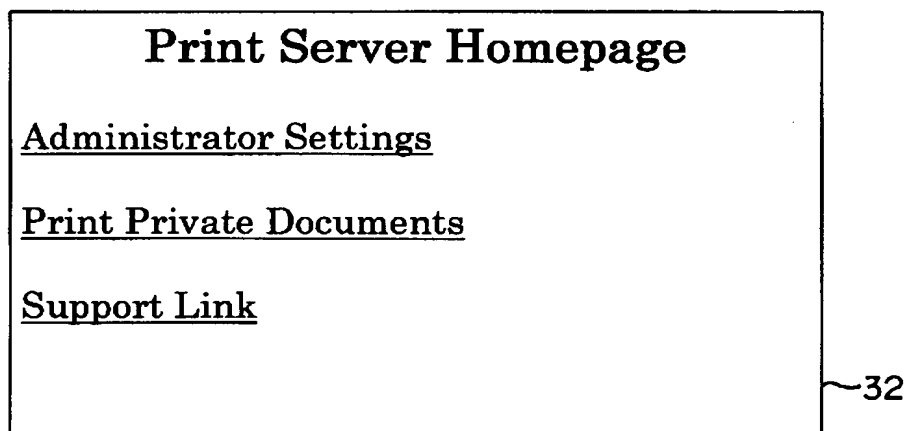 Print Server Homepage
Administrator Settings
Print Private Documents
Support Link
32